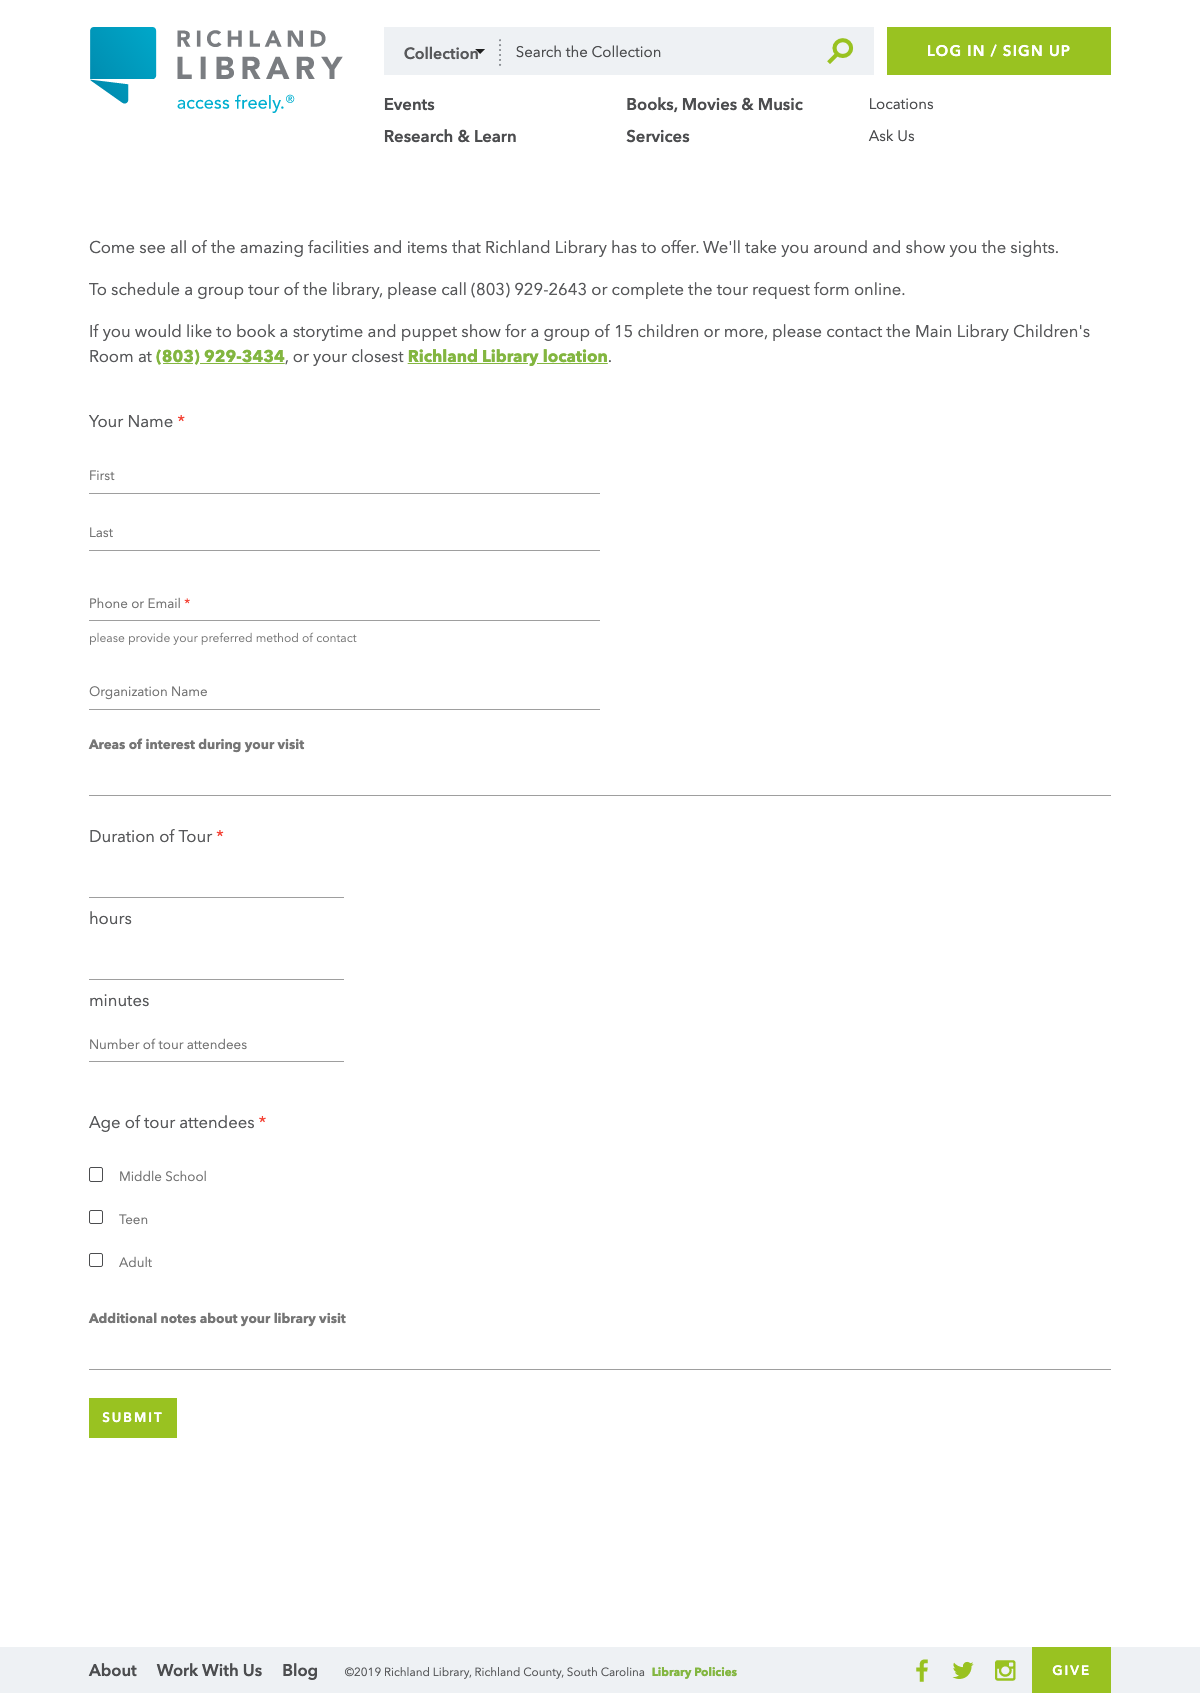 RICHLAND
LIBRARY
access freely.®
Collection
Search the Collection
LOG IN / SIGN UP
Events
Books, Movies & Music
Locations
Research & Learn
Services
Ask Us
Come see all of the amazing facilities and items that Richland Library has to offer. We'll take you around and show you the sights.
To schedule a group tour of the library, please call (803) 929-2643 or complete the tour request form online.
If you would like to book a storytime and puppet show for a group of 15 children or more, please contact the Main Library Children's
Room at (803) 929-3434, or your closest Richland Library location.
Your Name *
First
Last
Phone or Email *
please provide your preferred method of contact
Organization Name
Areas of interest during your visit
Duration of Tour *
hours
minutes
Number of tour attendees
Age of tour attendees *
Middle School
Teen
Adult
Additional notes about your library visit
SUBMIT
About
Work With Us
Blog
©2019 Richland Library, Richland County, South Carolina Library Policies
GIVE